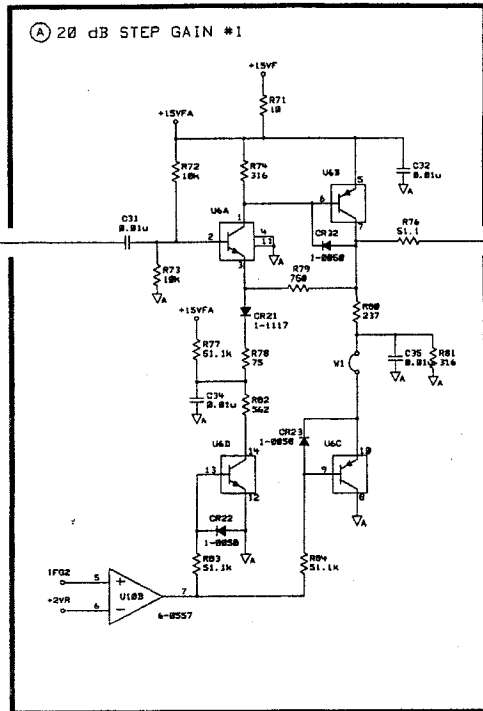 A 20 dB STEP GAIN #1
+15VF
R71
10
+15VFA
R72
10K
R74
316
U6B
C32
0.01u
A
5
6
7
U6A
C31
0.01u
1
2
3
4
11
A
CR32
1-0050
R76
51.1
R73
10K
A
R79
750
R80
237
CR21
1-1117
+15VFA
R77
51.1K
R78
75
W1
C35
0.01u
A
R81
316
A
C34
0.01u
A
R82
562
CR23
1-0050
U6C
10
9
8
A
U6D
14
13
12
CR22
1-0050
A
R83
51.1K
R84
51.1K
IFG2
5
+
+2VR
6
-
U10B
7
6-0557